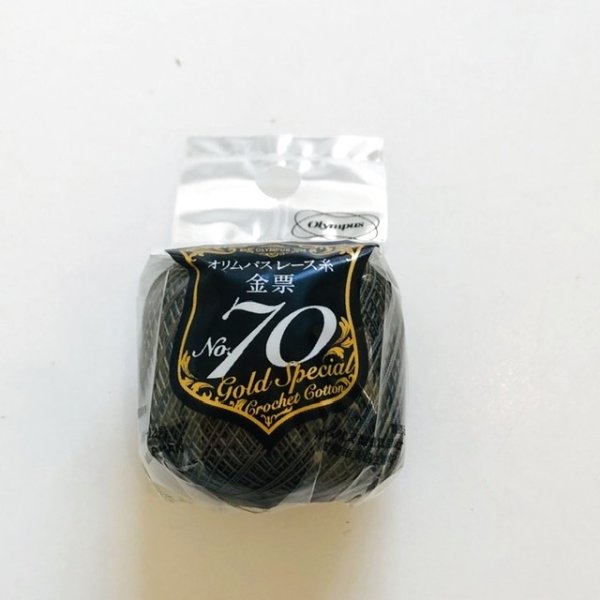 Olympus
オリムパスレース糸
金票
No.70
Gold Special
Crochet Cotton